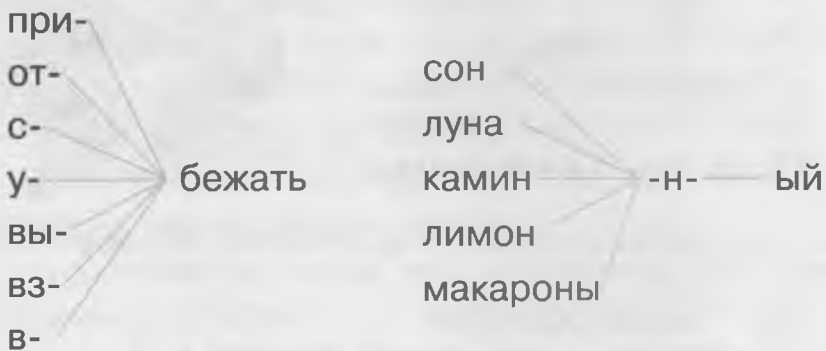 при-
от-
с-
у-
вы-
вз-
в-
бежать
сон
луна
камин
лимон
макароны
-н-
ый